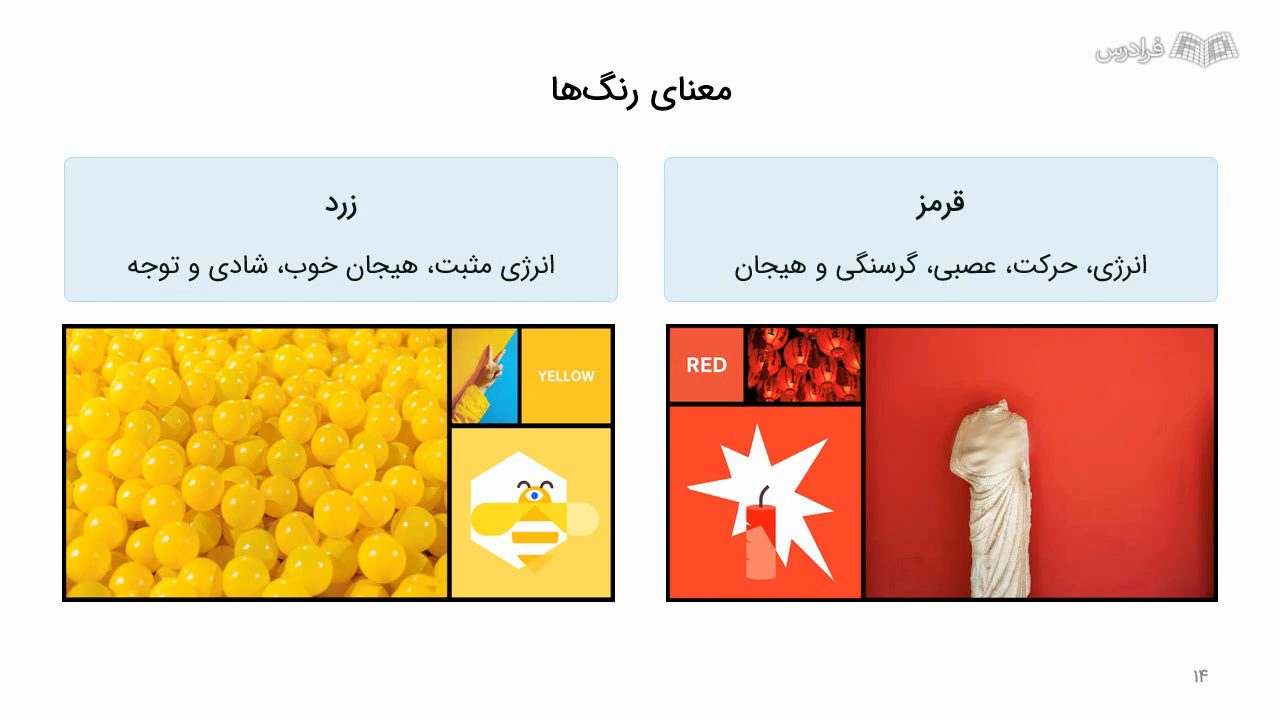 فرادرس
معنای رنگ‌ها
قرمز
انرژی، حرکت، عصبی، گرسنگی و هیجان
زرد
انرژی مثبت، هیجان خوب، شادی و توجه
RED
YELLOW
۱۴